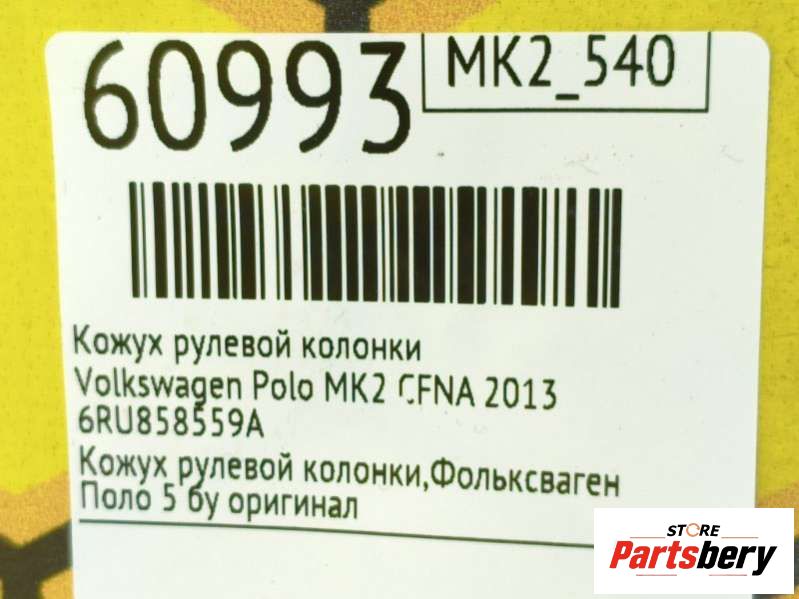 60993
MK2_540
Кожух рулевой колонки
Volkswagen Polo MK2 CFNA 2013
6RU858559A
Кожух рулевой колонки,Фольксваген
Поло 5 бу оригинал
STORE
Partsbery